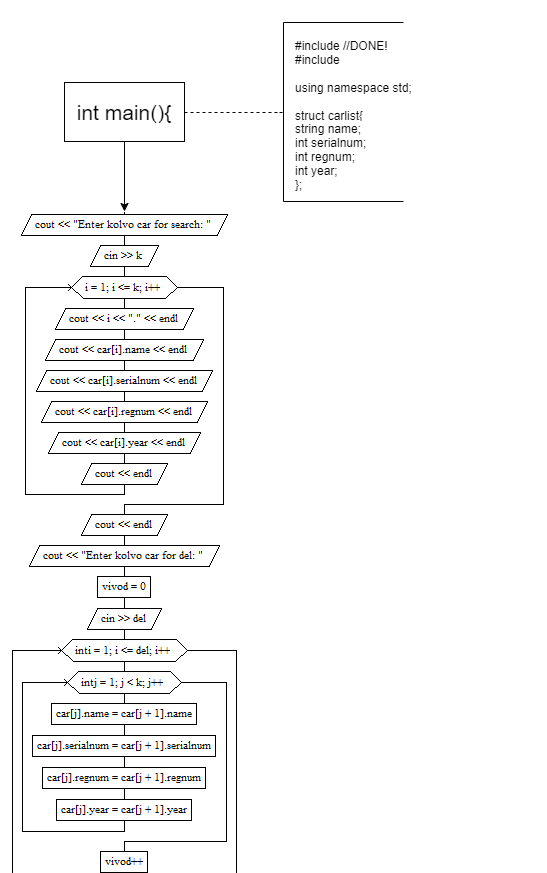 #include //DONE!
#include
using namespace std;
struct carlist{
string name;
int serialnum;
int regnum;
int year;
};
int main(){
cout << "Enter kolvo car for search: "
cin >> k
i = 1; i <= k; i++
cout << i << "." << endl
cout << car[i].name << endl
cout << car[i].serialnum << endl
cout << car[i].regnum << endl
cout << car[i].year << endl
cout << endl
cout << endl
cout << "Enter kolvo car for del: "
vivod = 0
cin >> del
inti = 1; i <= del; i++
intj = 1; j < k; j++
car[j].name = car[j + 1].name
car[j].serialnum = car[j + 1].serialnum
car[j].regnum = car[j + 1].regnum
car[j].year = car[j + 1].year
vivod++